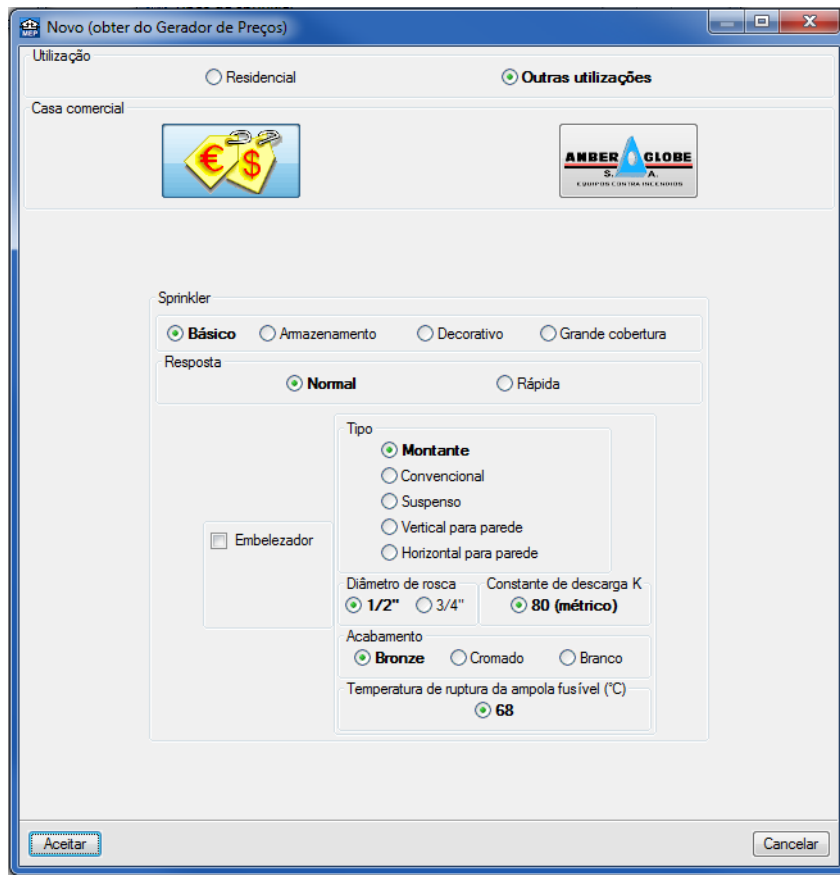 MEP
Novo (obter do Gerador de Preços)
Utilização
Residencial
Outras utilizações
Casa comercial
€ $
AMBER GLOBE
S. A.
EQUIPOS CONTRA INCENDIOS
Sprinkler
Básico Armazenamento Decorativo Grande cobertura
Resposta
Normal Rápida
Tipo
Montante
Convencional
Suspenso
Vertical para parede
Horizontal para parede
Embelezador
Diâmetro de rosca Constante de descarga K
1/2" 3/4" 80 (métrico)
Acabamento
Bronze Cromado Branco
Temperatura de ruptura da ampola fusível (°C)
68
Aceitar Cancelar